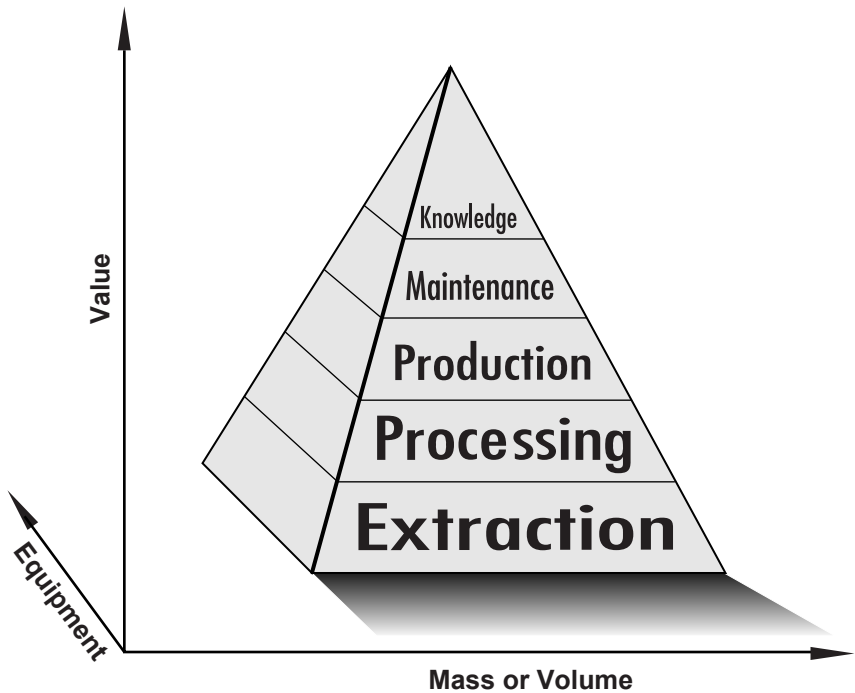 Value
Knowledge
Maintenance
Production
Processing
Extraction
Equipment
Mass or Volume